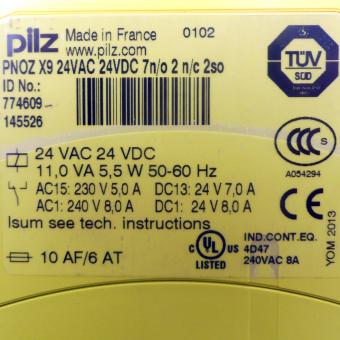 pilz Made in France 0102
www.pilz.com
PNOZ X9 24VAC 24VDC 7n/o 2 n/c 2so
ID No.:
774609
145526
TÜV
SÜD
CCC S
A054294
24 VAC 24 VDC
11,0 VA 5,5 W 50-60 Hz
AC15: 230 V 5,0 A DC13: 24 V 7,0 A
AC1: 240 V 8,0 A DC1: 24 V 8,0 A
Isum see tech. instructions
CE
YOM 2013
10 AF/6 AT
C UL US
LISTED
IND.CONT.EQ.
4D47
240VAC 8A